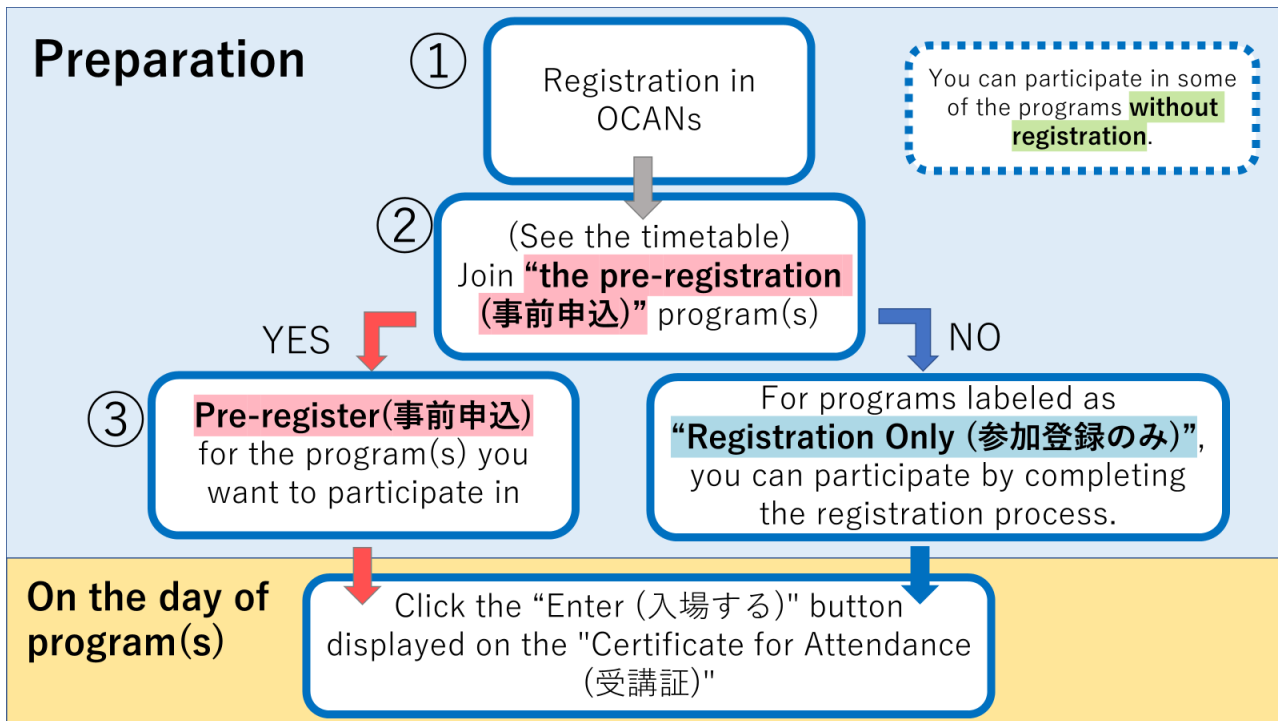 Preparation
①
Registration in
OCANs
You can participate in some
of the programs without
registration.
②
(See the timetable)
Join “the pre-registration
(事前申込)” program(s)
YES
NO
③
Pre-register(事前申込)
for the program(s) you
want to participate in
For programs labeled as
“Registration Only (参加登録のみ)”,
you can participate by completing
the registration process.
On the day of
program(s)
Click the “Enter (入場する)" button
displayed on the "Certificate for Attendance
(受講証)"